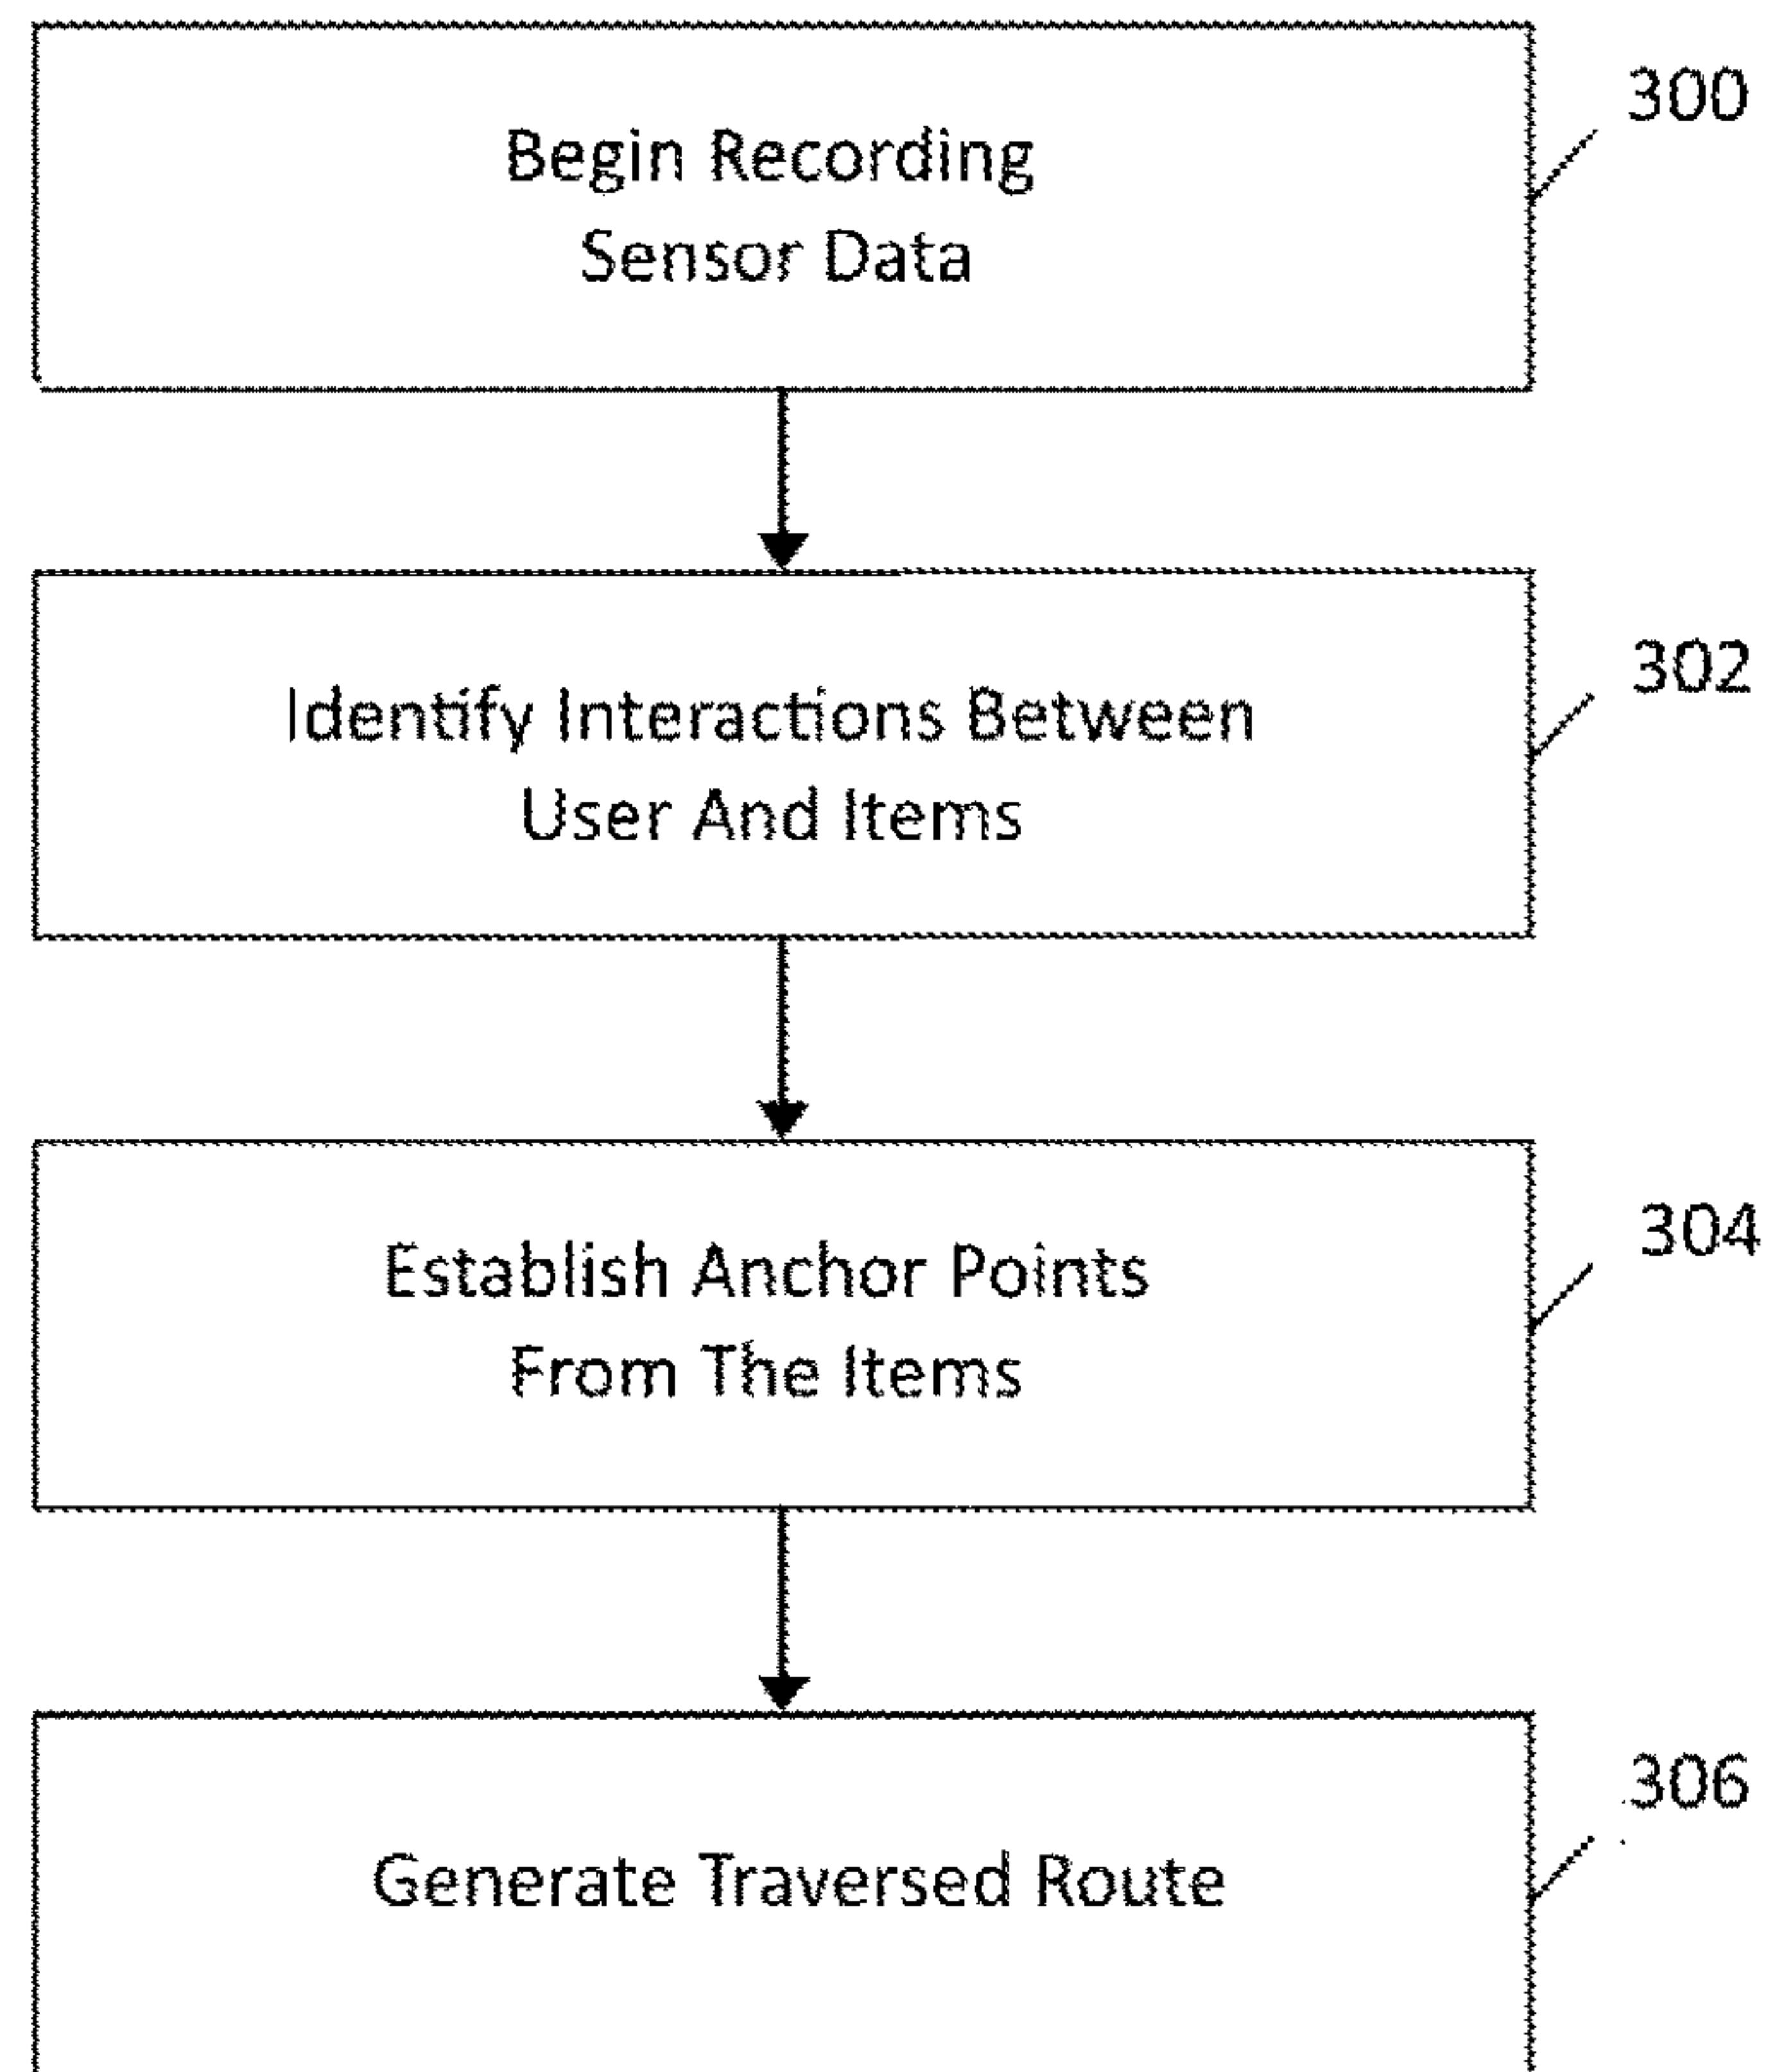 300
Begin Recording
Sensor Data
302
Identify Interactions Between
User And Items
304
Establish Anchor Points
From The Items
306
Generate Traversed Route